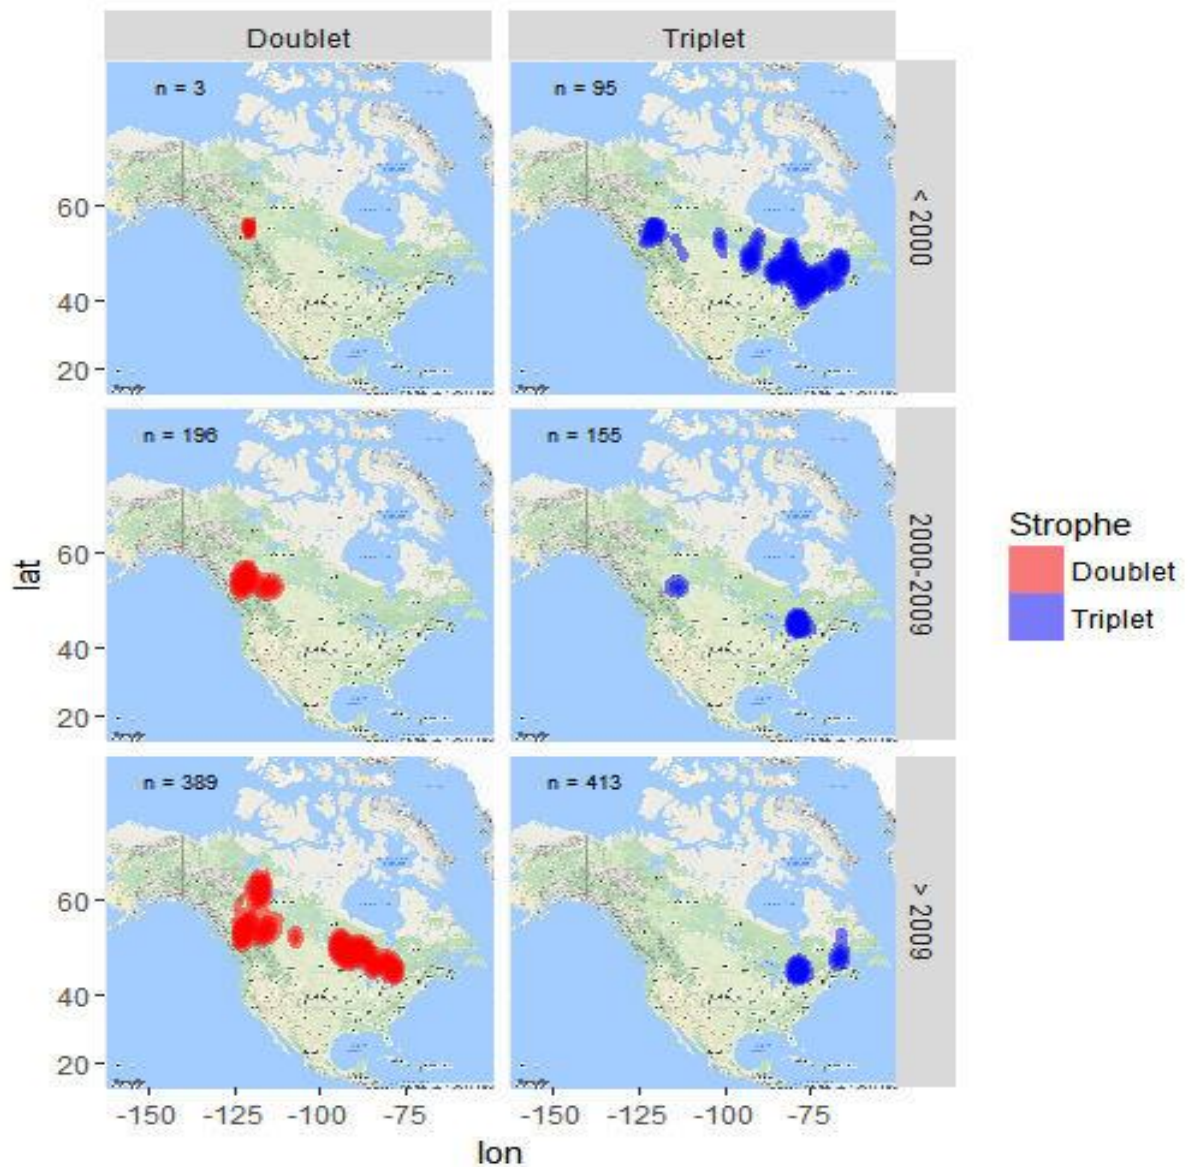 Doublet
Triplet
n = 3
n = 95
< 2000
60
40
20
n = 196
n = 155
2000-2009
60
40
20
lat
Strophe
Doublet
Triplet
n = 389
n = 413
> 2009
60
40
20
-150
-125
-100
-75
-150
-125
-100
-75
lon